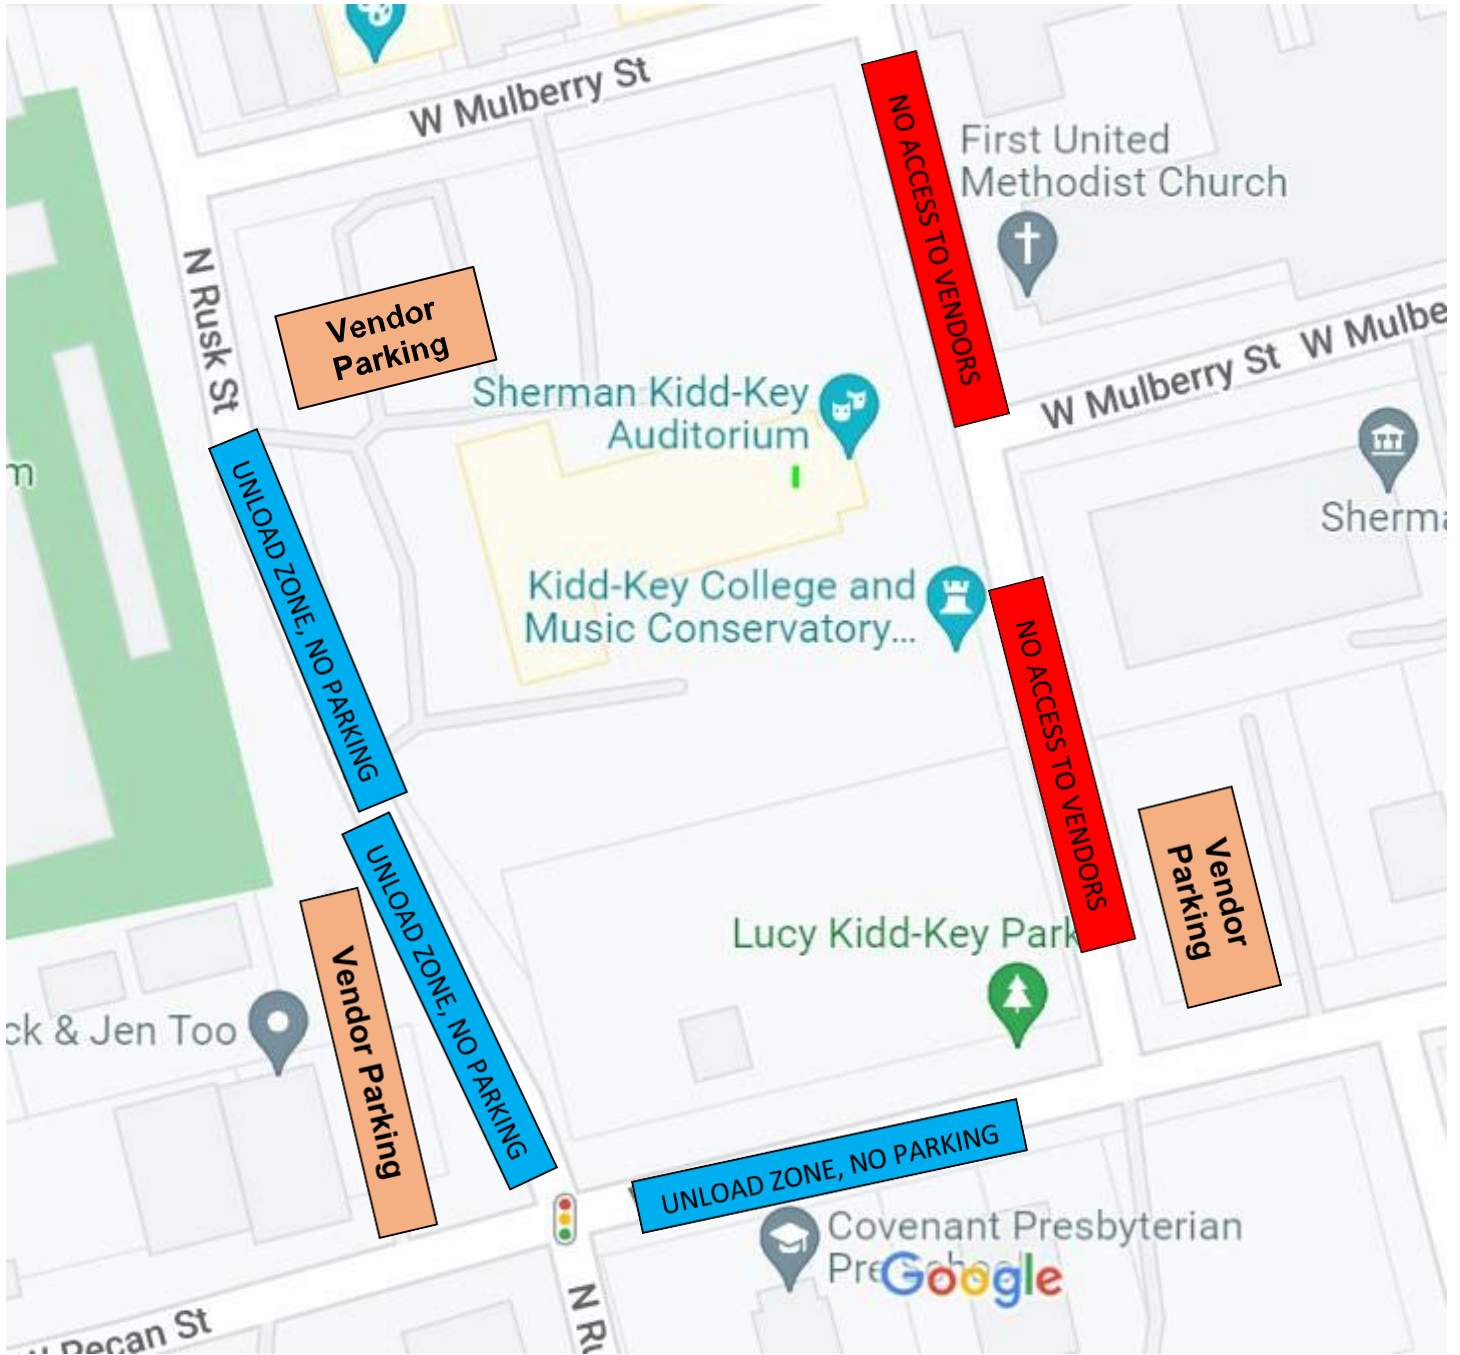 W Mulberry St
NO ACCESS TO VENDORS
First United
Methodist Church
N Rusk St
Vendor
Parking
W Mulberry St
W Mulbe
Sherman Kidd-Key
Auditorium
m
UNLOAD ZONE, NO PARKING
Sherma
Kidd-Key College and
Music Conservatory...
NO ACCESS TO VENDORS
Vendor
Parking
UNLOAD ZONE, NO PARKING
Vendor Parking
Lucy Kidd-Key Park
ck & Jen Too
UNLOAD ZONE, NO PARKING
Covenant Presbyterian
Google
N Ru
Pecan St